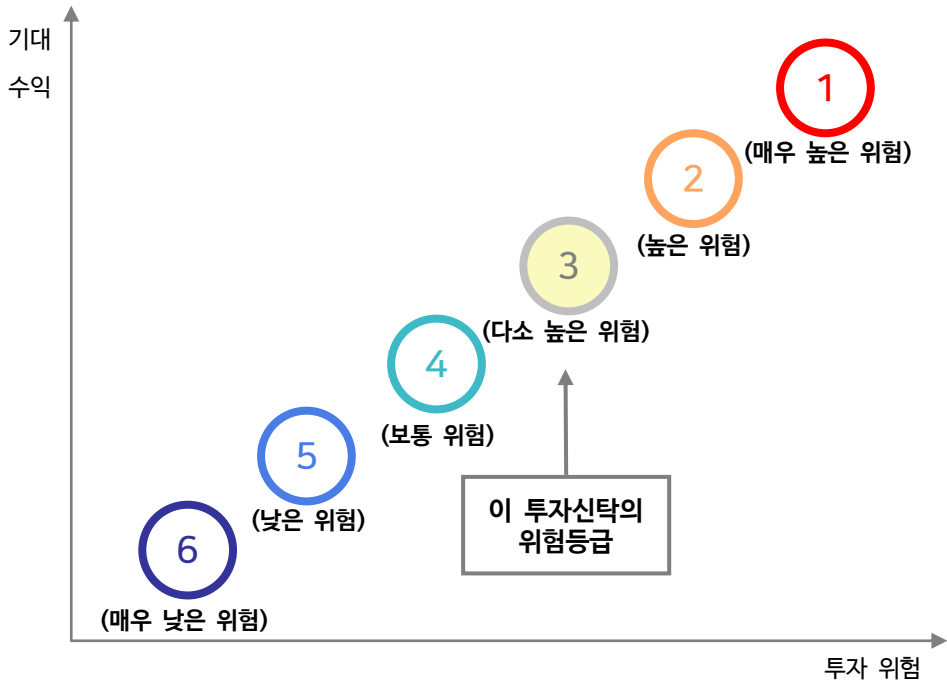 기대
수익
1
(매우 높은 위험)
2
(높은 위험)
3
(다소 높은 위험)
4
(보통 위험)
5
(낮은 위험)
이 투자신탁의
위험등급
6
(매우 낮은 위험)
투자 위험